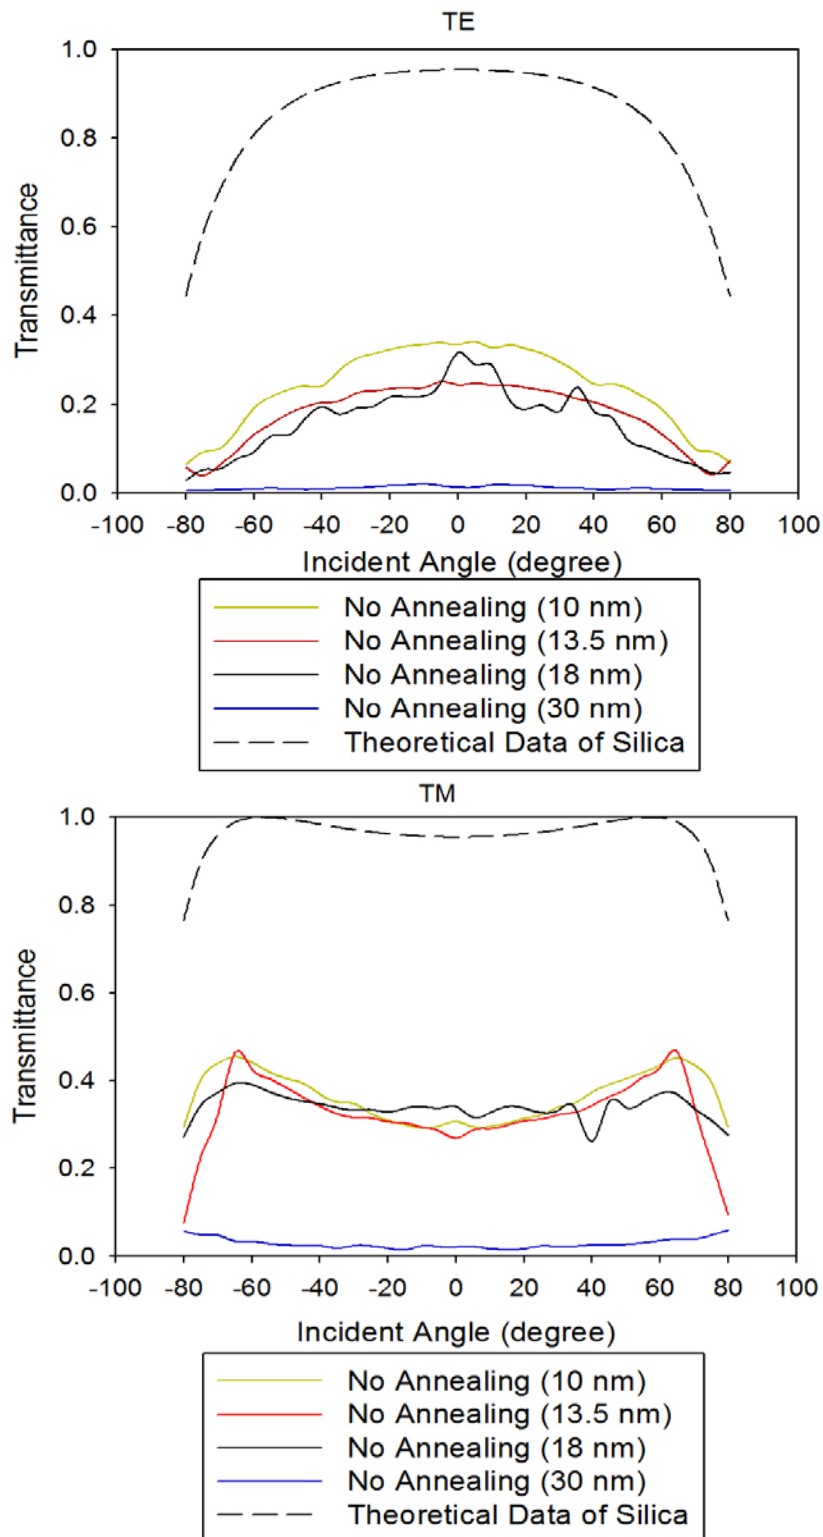 TE
1.0
0.8
0.6
0.4
0.2
0.0
Transmittance
-100 -80 -60 -40 -20 0 20 40 60 80 100
Incident Angle (degree)
No Annealing (10 nm)
No Annealing (13.5 nm)
No Annealing (18 nm)
No Annealing (30 nm)
Theoretical Data of Silica
TM
1.0
0.8
0.6
0.4
0.2
0.0
Transmittance
-100 -80 -60 -40 -20 0 20 40 60 80 100
Incident Angle (degree)
No Annealing (10 nm)
No Annealing (13.5 nm)
No Annealing (18 nm)
No Annealing (30 nm)
Theoretical Data of Silica